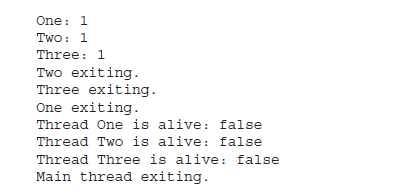 One: 1
Two: 1
Three: 1
Two exiting.
Three exiting.
One exiting.
Thread One is alive: false
Thread Two is alive: false
Thread Three is alive: false
Main thread exiting.